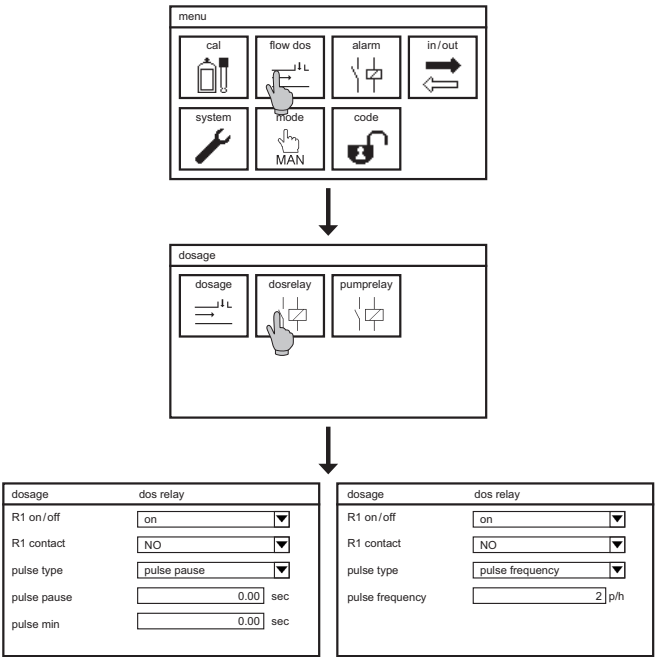 menu
cal flow dos alarm in/out
system mode code
MAN
dosage
dosage dosrelay pumprelay
dosage dos relay
R1 on/off on
R1 contact NO
pulse type pulse pause
pulse pause 0.00 sec
pulse min 0.00 sec
dosage dos relay
R1 on/off on
R1 contact NO
pulse type pulse frequency
pulse frequency 2 p/h